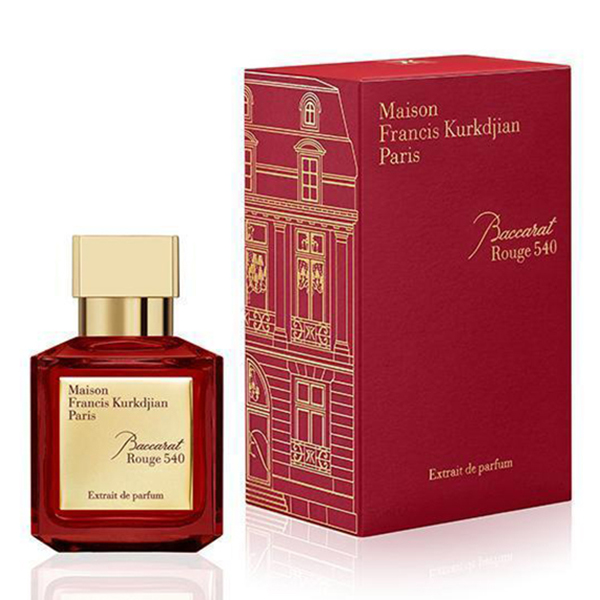 Maison
Francis Kurkdjian
Paris
Baccarat
Rouge 540
Extrait de parfum
Maison
Francis Kurkdjian
Paris
Baccarat
Rouge 540
Extrait de parfum